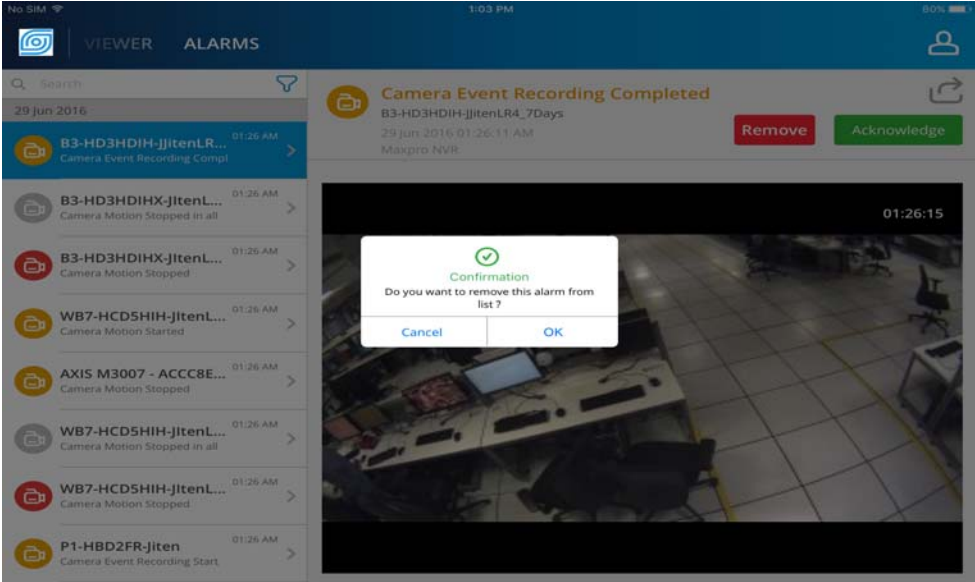 No SIM
1:03 PM
80%
VIEWER
ALARMS
Search
29 Jun 2016
B3-HD3HDIH-JJitenLR...
01:26 AM
Camera Event Recording Compl
B3-HD3HDIHX-JItenL...
01:26 AM
Camera Motion Stopped in all
B3-HD3HDIHX-JItenL...
01:26 AM
Camera Motion Stopped
WB7-HCD5HIH-JItenL...
01:26 AM
Camera Motion Started
AXIS M3007 - ACCC8E...
01:26 AM
Camera Motion Stopped
WB7-HCD5HIH-JItenL...
01:26 AM
Camera Motion Stopped in all
WB7-HCD5HIH-JItenL...
01:26 AM
Camera Motion Stopped
P1-HBD2FR-Jiten
01:26 AM
Camera Event Recording Start
Camera Event Recording Completed
B3-HD3HDIH-JJitenLR4_7Days
29 Jun 2016 01:26:11 AM
Maxpro NVR
Remove
Acknowledge
01:26:15
Confirmation
Do you want to remove this alarm from
list ?
Cancel
OK